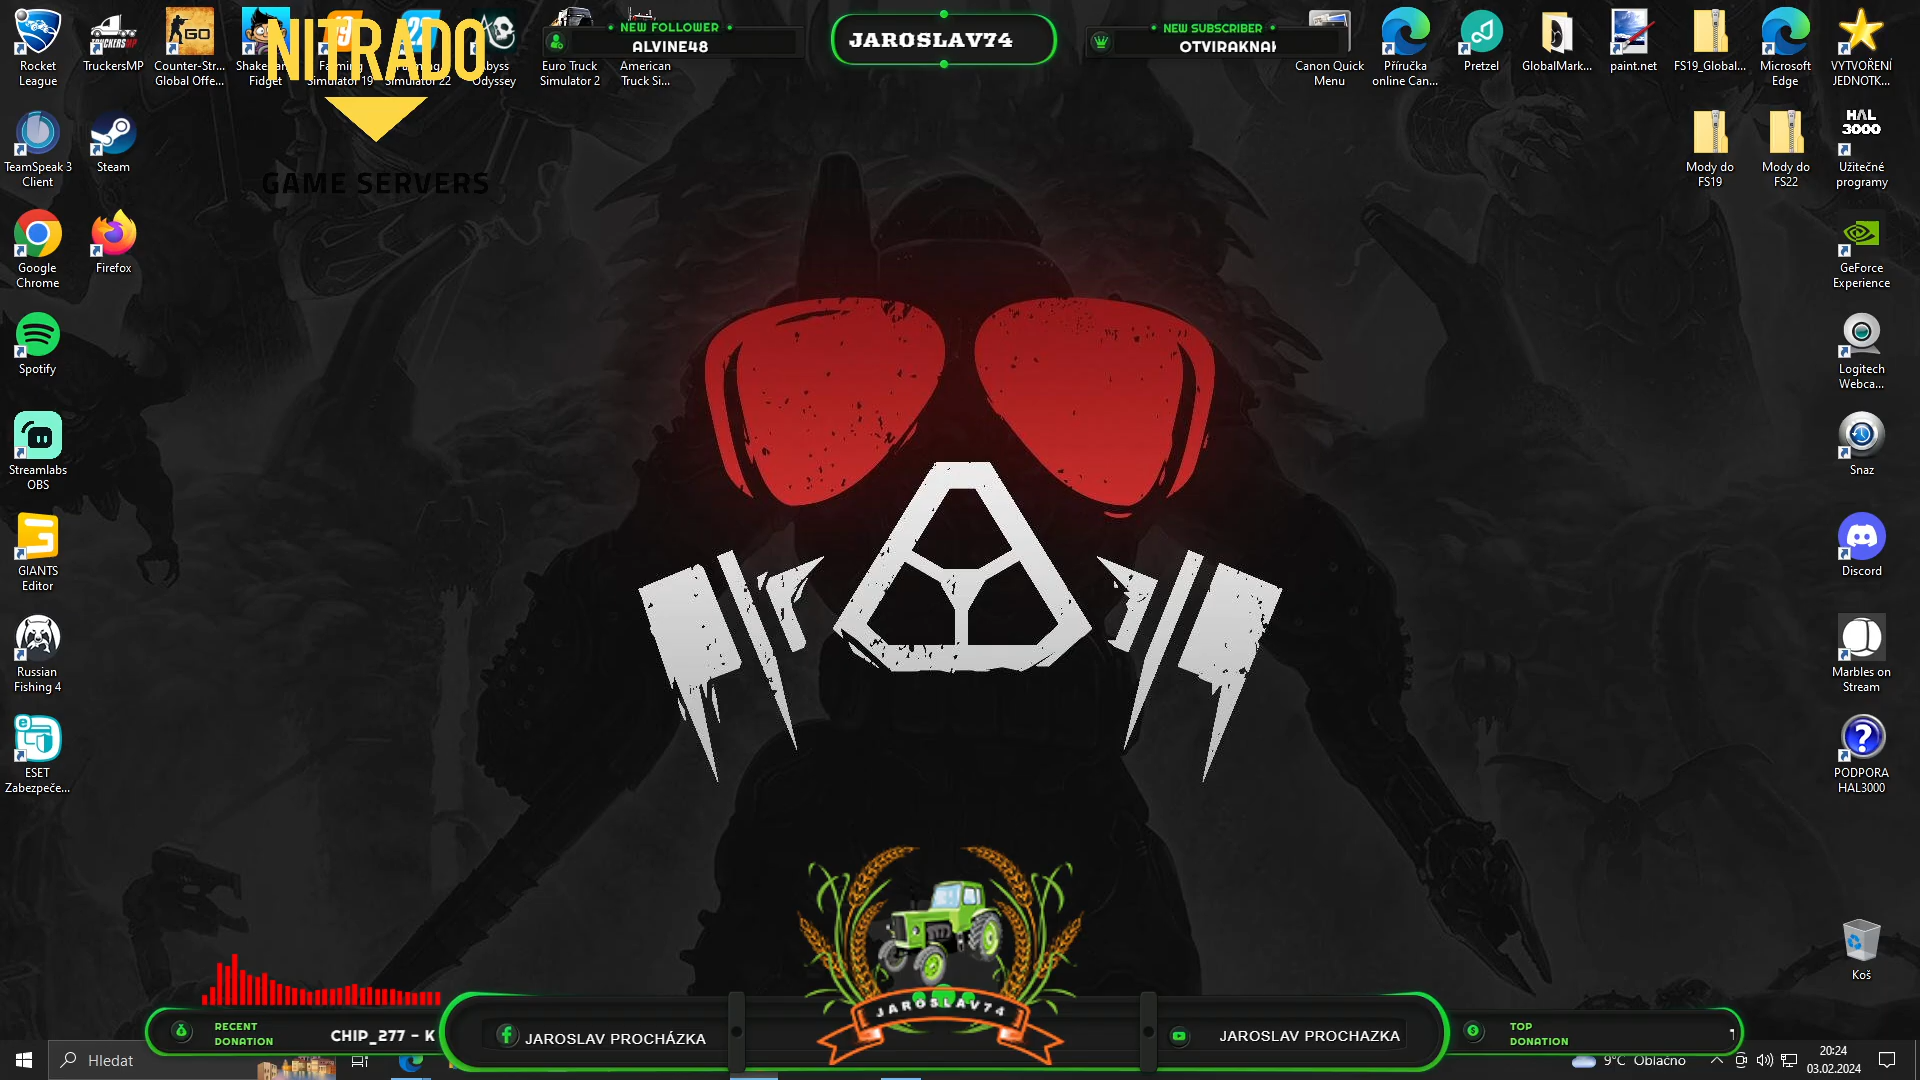 Rocket
League
TruckersMP
Counter-Str...
Global Offe...
Simulator 19
Simulator 22
Odyssey
Euro Truck
Simulator 2
American
Truck Si...
NITRADO
GAME SERVERS
NEW FOLLOWER
ALVINE48
JAROSLAV74
NEW SUBSCRIBER
Canon Quick
Menu
Příručka
online Can...
Pretzel
GlobalMark...
paint.net
FS19_Global...
Microsoft
Edge
VYTVOŘENÍ
JEDNOTK...
TeamSpeak 3
Client
Steam
Mody do
FS19
Mody do
FS22
HAL
3000
Užitečné
programy
Google
Chrome
Firefox
GeForce
Experience
Spotify
Logitech
Webca...
Streamlabs
OBS
Snaz
GIANTS
Editor
Discord
Russian
Fishing 4
Marbles on
Stream
ESET
Zabezpeče...
PODPORA
HAL3000
Koš
JAROSLAV74
RECENT
DONATION
CHIP_277 - K
JAROSLAV PROCHÁZKA
JAROSLAV PROCHAZKA
TOP
DONATION
Hledat
9°C Oblačno
20:24
03.02.2024